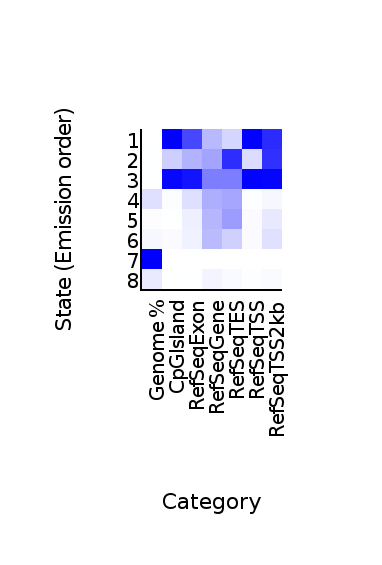 State (Emission order)
1
2
3
4
5
6
7
8
Genome %
CpGIsland
RefSeqExon
RefSeqGene
RefSeqTES
RefSeqTSS
RefSeqTSS2kb
Category